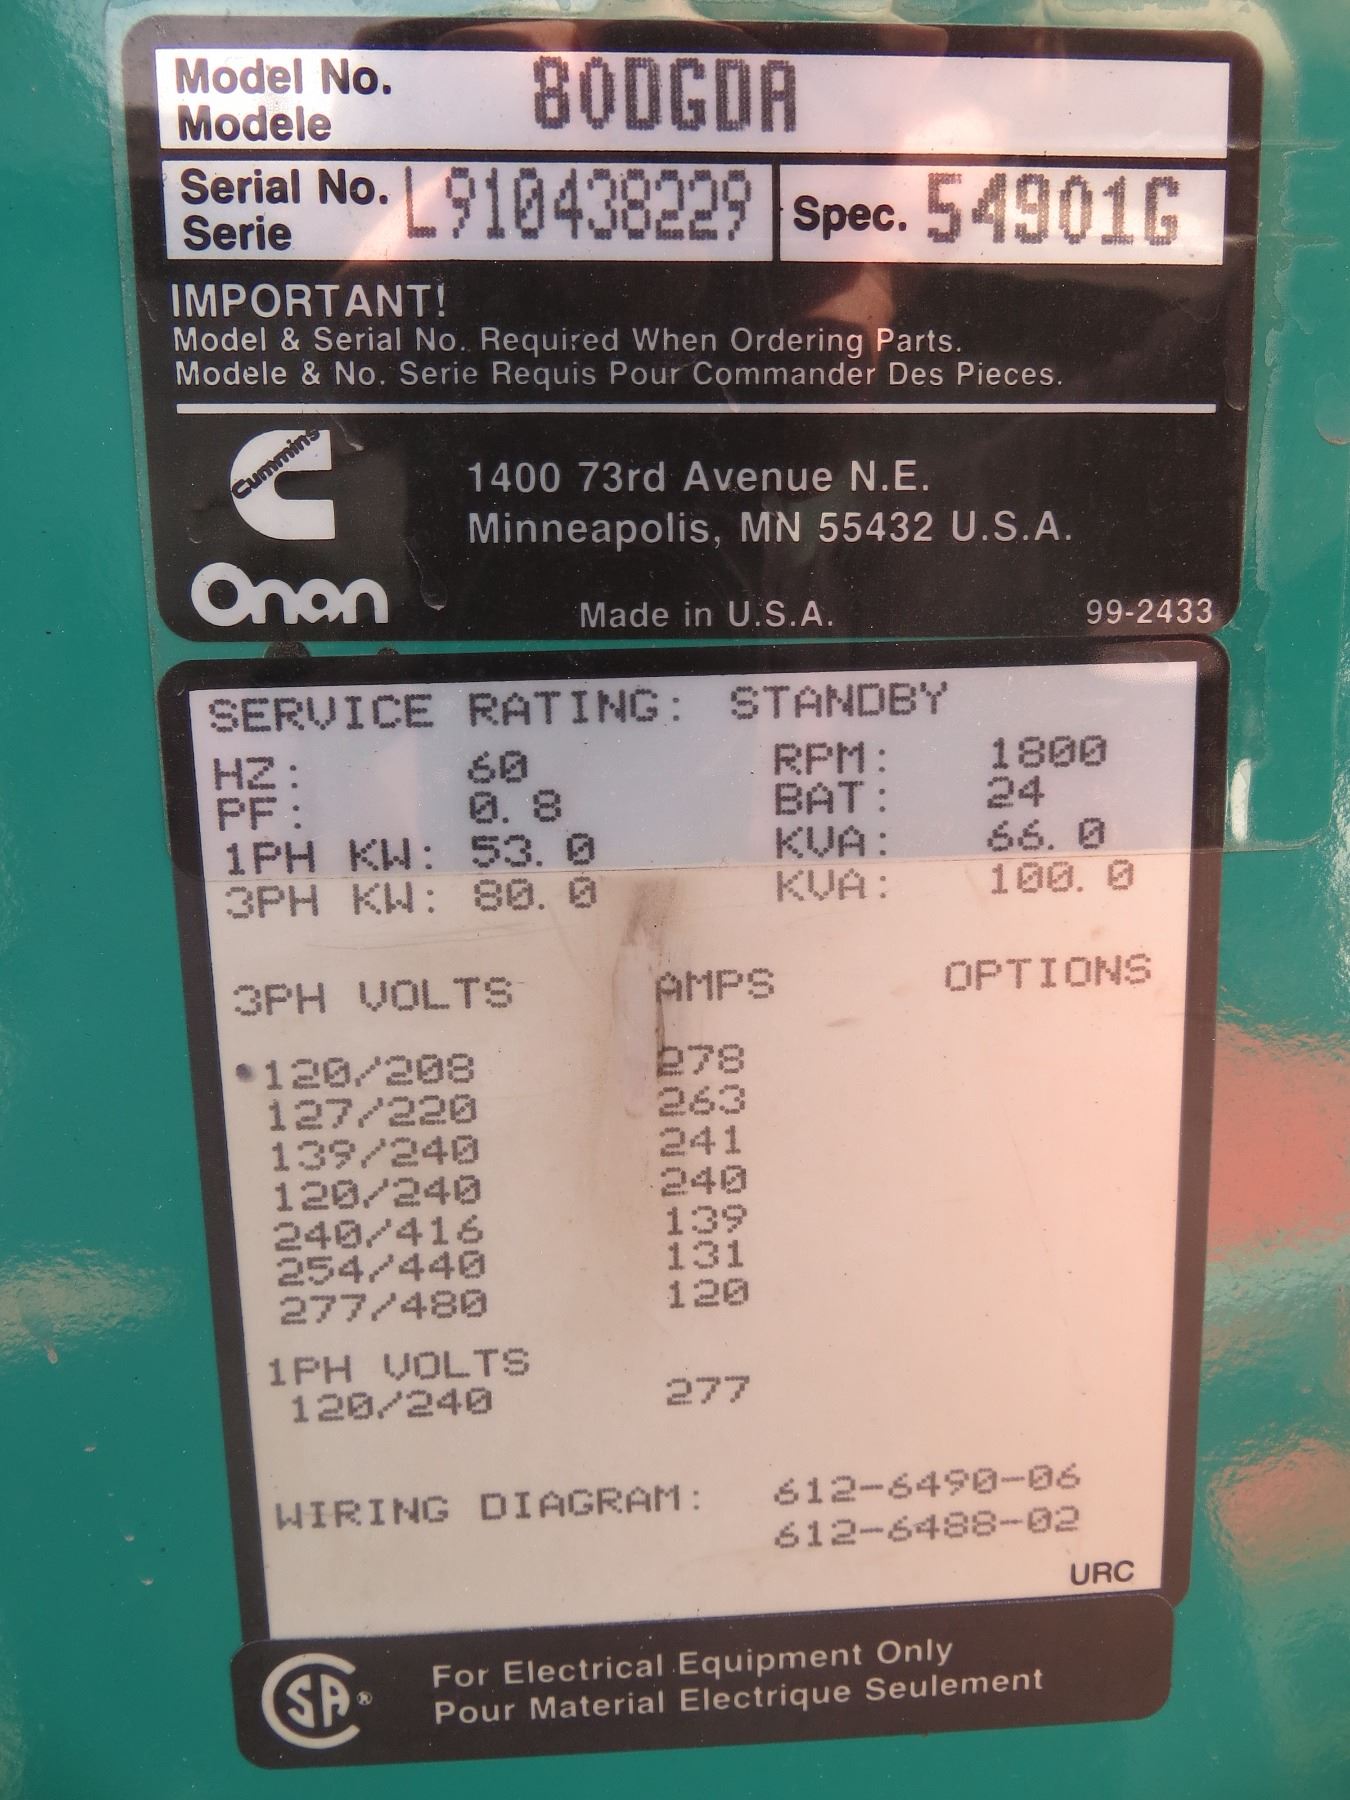 Model No. 80DGDA
Modele
Serial No. L910438229 Spec. 54901G
Serie
IMPORTANT!
Model & Serial No. Required When Ordering Parts.
Modele & No. Serie Requis Pour Commander Des Pieces.
Cummins
1400 73rd Avenue N.E.
Minneapolis, MN 55432 U.S.A.
Onan
Made in U.S.A. 99-2433
SERVICE RATING: STANDBY
HZ: 60 RPM: 1800
PF: 0.8 BAT: 24
1PH KW: 53.0 KVA: 66.0
3PH KW: 80.0 KVA: 100.0
3PH VOLTS AMPS OPTIONS
•120/208 278
127/220 263
139/240 241
120/240 240
240/416 139
254/440 131
277/480 120
1PH VOLTS
120/240 277
WIRING DIAGRAM: 612-6490-06
612-6488-02
URC
SA® For Electrical Equipment Only
Pour Material Electrique Seulement